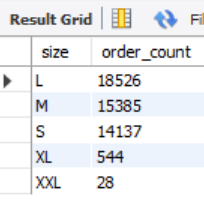 Result Grid Fi
size order_count
L 18526
M 15385
S 14137
XL 544
XXL 28